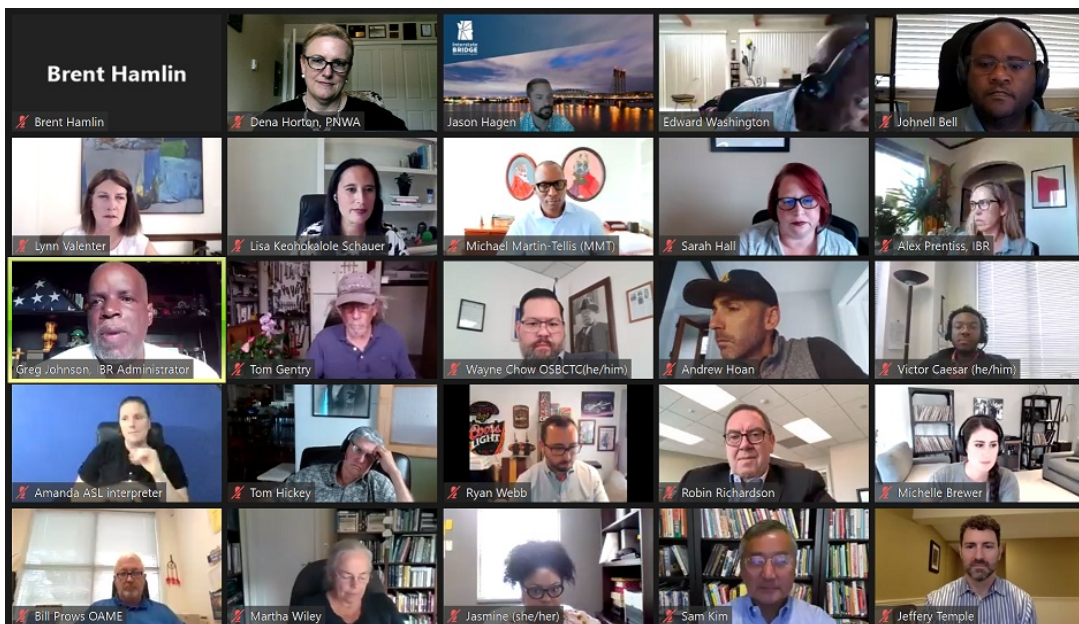 Brent Hamlin
Brent Hamlin
Dena Horton, PNWA
Interstate
BRIDGE
Jason Hagen
Edward Washington
Johnell Bell
Lynn Valenter
Lisa Keohokalole Schauer
Michael Martin-Tellis (MMT)
Sarah Hall
Alex Prentiss, IBR
Greg Johnson, IBR Administrator
Tom Gentry
Wayne Chow OSBCTC(he/him)
Andrew Hoan
Victor Caesar (he/him)
Amanda ASL interpreter
Tom Hickey
Coors
LIGHT
Ryan Webb
Robin Richardson
Michelle Brewer
Bill Prows OAME
Martha Wiley
Jasmine (she/her)
Sam Kim
Jeffery Temple